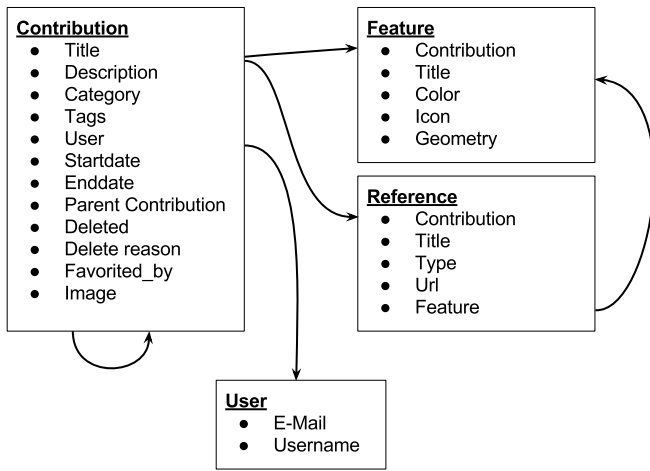 Contribution
● Title
● Description
● Category
● Tags
● User
● Startdate
● Enddate
● Parent Contribution
● Deleted
● Delete reason
● Favorited_by
● Image
Feature
● Contribution
● Title
● Color
● Icon
● Geometry
Reference
● Contribution
● Title
● Type
● Url
● Feature
User
● E-Mail
● Username